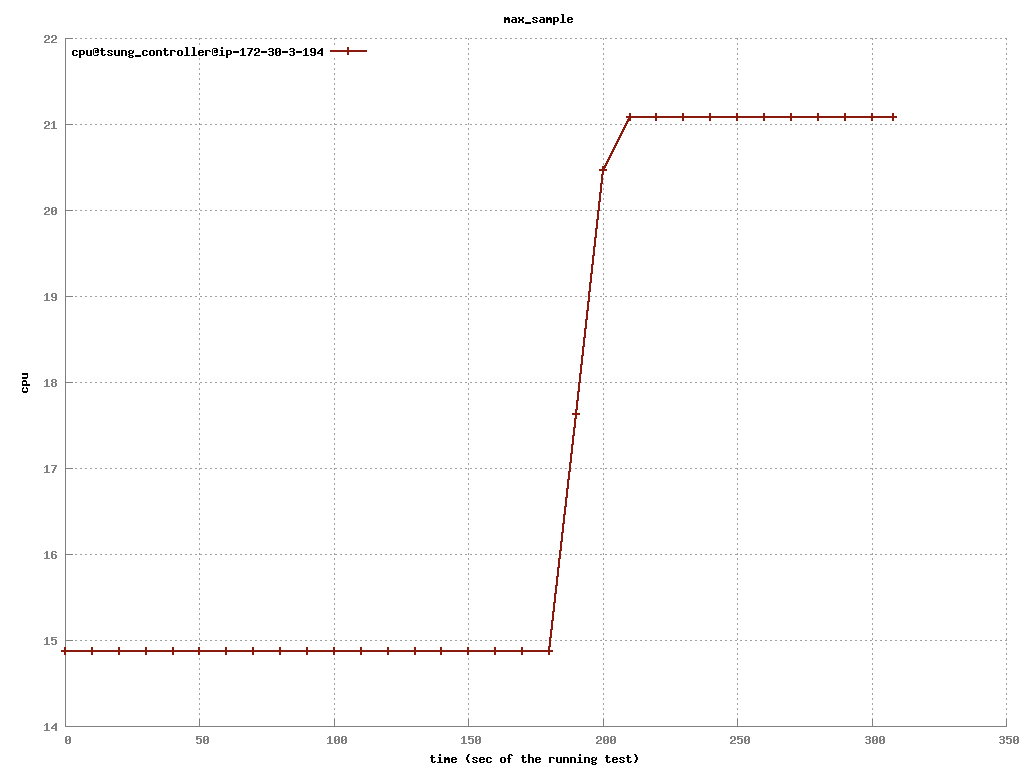 max_sample
cpu@tsung_controller@ip-172-30-3-194
22
21
20
19
18
17
16
15
14
cpu
0 50 100 150 200 250 300 350
time (sec of the running test)